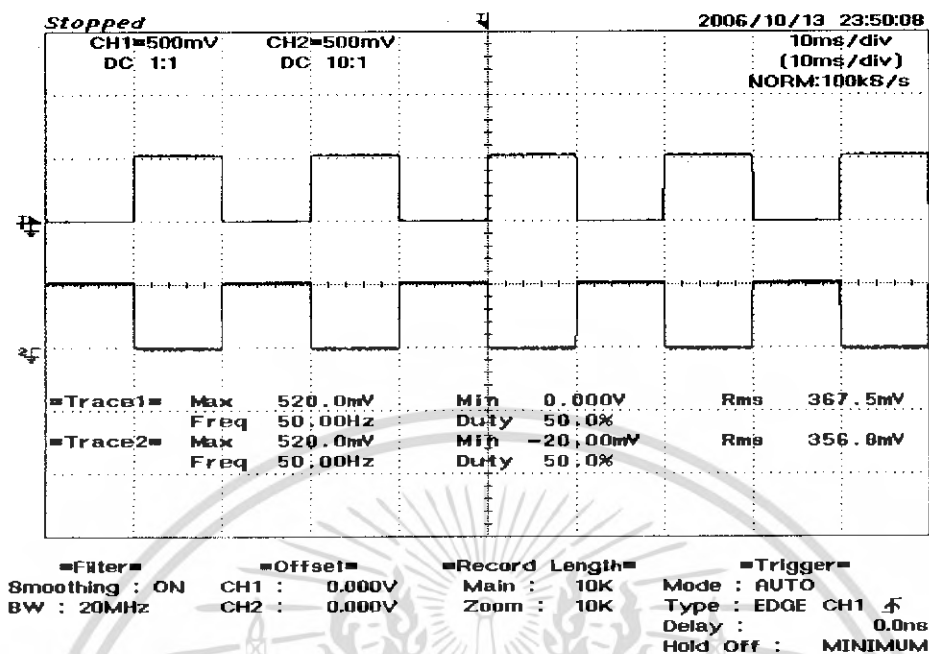 Stopped 2006/10/13 23:50:08
CH1=500mV CH2=500mV 10ms/div
DC 1:1 DC 10:1 (10ms/div)
NORM:100kS/s
=Trace1= Max 520.0mV Min 0.000V Rms 367.5mV
Freq 50.00Hz Duty 50.0%
=Trace2= Max 520.0mV Min -20.00mV Rms 356.8mV
Freq 50.00Hz Duty 50.0%
=Filter= =Offset= =Record Length= =Trigger=
Smoothing : ON CH1 : 0.000V Main : 10K Mode : AUTO
BW : 20MHz CH2 : 0.000V Zoom : 10K Type : EDGE CH1
Delay : 0.0ns
Hold Off : MINIMUM